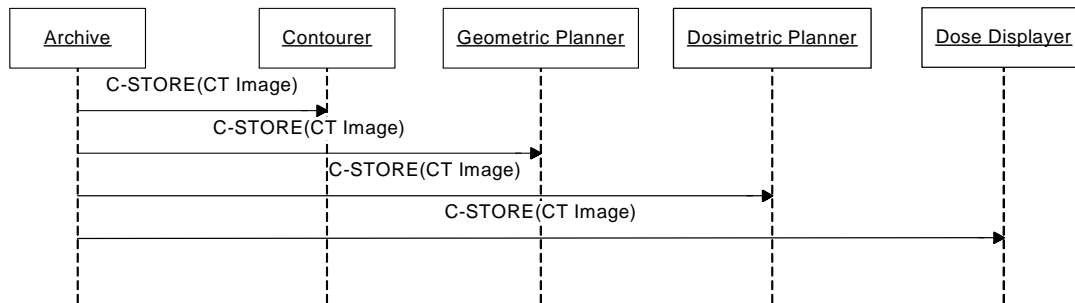 Archive
Contourer
Geometric Planner
Dosimetric Planner
Dose Displayer
C-STORE(CT Image)
C-STORE(CT Image)
C-STORE(CT Image)
C-STORE(CT Image)